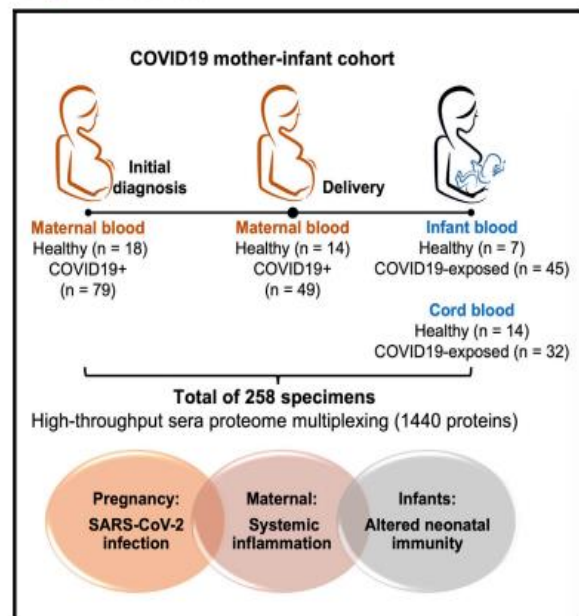 COVID19 mother-infant cohort
Initial
diagnosis
Delivery
Maternal blood
Healthy (n = 18)
COVID19+
(n = 79)
Maternal blood
Healthy (n = 14)
COVID19+
(n = 49)
Infant blood
Healthy (n = 7)
COVID19-exposed (n = 45)
Cord blood
Healthy (n = 14)
COVID19-exposed (n = 32)
Total of 258 specimens
High-throughput sera proteome multiplexing (1440 proteins)
Pregnancy:
SARS-CoV-2
infection
Maternal:
Systemic
inflammation
Infants:
Altered neonatal
immunity